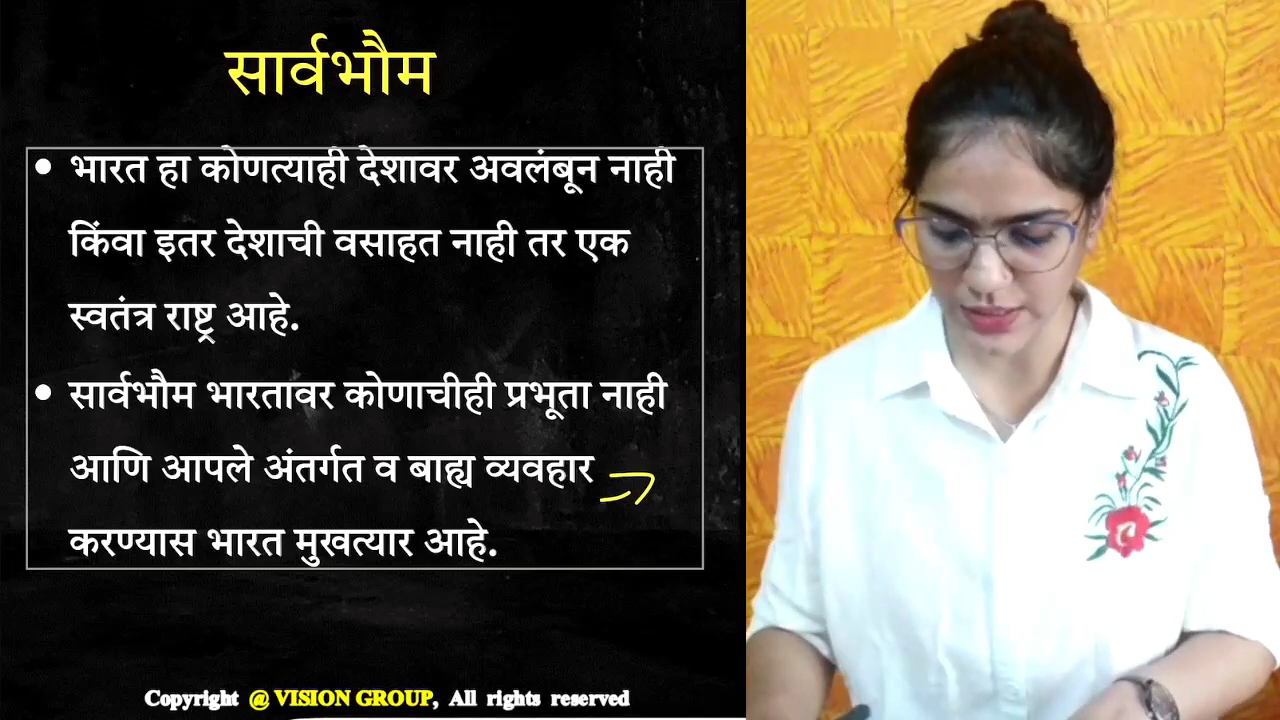 सार्वभौम
• भारत हा कोणत्याही देशावर अवलंबून नाही
किंवा इतर देशाची वसाहत नाही तर एक
स्वतंत्र राष्ट्र आहे.
• सार्वभौम भारतावर कोणाचीही प्रभूता नाही
आणि आपले अंतर्गत व बाह्य व्यवहार
करण्यास भारत मुखत्यार आहे.
Copyright @ VISION GROUP, All rights reserved